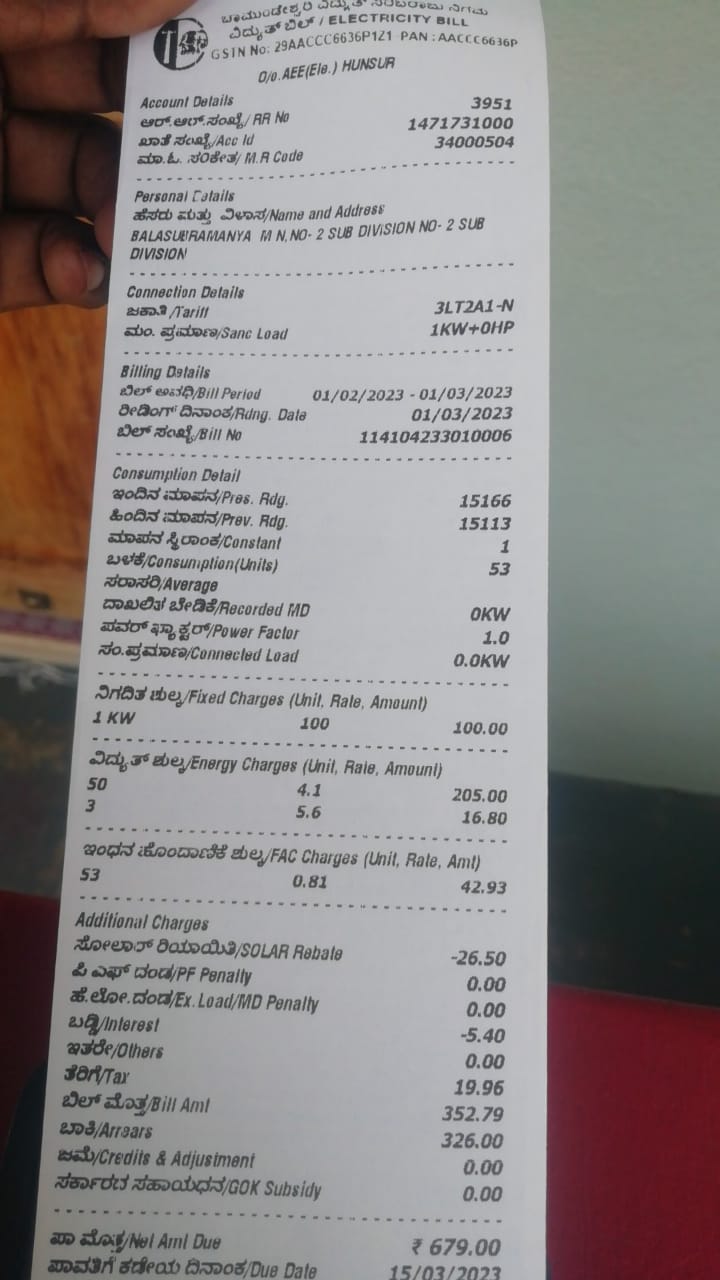 ಚಾಮುಂಡೇಶ್ವರಿ ವಿದ್ಯುತ್ ಸರಬರಾಜು ನಿಗಮ
ವಿದ್ಯುತ್ ಬಿಲ್ / ELECTRICITY BILL
GSTN No: 29AACCC6636P1Z1 PAN : AACCC6636P
O/o.AEE(Ele.) HUNSUR
Account Details
ಆರ್.ಆರ್.ಸಂಖ್ಯೆ/ RR No 3951
ಖಾತೆ ಸಂಖ್ಯೆ/Acc Id 1471731000
ಮಾ.ಓ. ಸಂಕೇತ/ M.R Code 34000504
Personal Details
ಹೆಸರು ಮತ್ತು ವಿಳಾಸ/Name and Address
BALASUBRAMANYA M N,NO- 2 SUB DIVISION NO- 2 SUB
DIVISION
Connection Details
ಜಕಾತಿ/Tariff 3LT2A1-N
ಮಂ. ಪ್ರಮಾಣ/Sanc Load 1KW+0HP
Billing Details
ಬಿಲ್ ಅವಧಿ/Bill Period 01/02/2023 - 01/03/2023
ರೀಡಿಂಗ್ ದಿನಾಂಕ/Rdng. Date 01/03/2023
ಬಿಲ್ ಸಂಖ್ಯೆ/Bill No 114104233010006
Consumption Detail
ಇಂದಿನ ಮಾಪನ/Pres. Rdg. 15166
ಹಿಂದಿನ ಮಾಪನ/Prev. Rdg. 15113
ಮಾಪನ ಸ್ಥಿರಾಂಕ/Constant 1
ಬಳಕೆ/Consumption(Units) 53
ಸರಾಸರಿ/Average
ದಾಖಲಿತ ಬೇಡಿಕೆ/Recorded MD 0KW
ಪವರ್ ಫ್ಯಾಕ್ಟರ್/Power Factor 1.0
ಸಂ.ಪ್ರಮಾಣ/Connected Load 0.0KW
ನಿಗದಿತ ಶುಲ್ಕ/Fixed Charges (Unit, Rate, Amount)
1 KW 100 100.00
ವಿದ್ಯುತ್ ಶುಲ್ಕ/Energy Charges (Unit, Rate, Amount)
50 4.1 205.00
3 5.6 16.80
ಇಂಧನ ಹೊಂದಾಣಿಕೆ ಶುಲ್ಕ/FAC Charges (Unit, Rate, Amt)
53 0.81 42.93
Additional Charges
ಸೋಲಾರ್ ರಿಯಾಯಿತಿ/SOLAR Rebate -26.50
ಪಿ ಎಫ್ ದಂಡ/PF Penalty 0.00
ಹೆ.ಲೋ.ದಂಡ/Ex.Load/MD Penalty 0.00
ಬಡ್ಡಿ/Interest -5.40
ಇತರೇ/Others 0.00
ತೆರಿಗೆ/Tax 19.96
ಬಿಲ್ ಮೊತ್ತ/Bill Amt 352.79
ಬಾಕಿ/Arrears 326.00
ಜಮೆ/Credits & Adjustment 0.00
ಸರ್ಕಾರದ ಸಹಾಯಧನ/GOK Subsidy 0.00
ಪಾ ಮೊತ್ತ/Net Amt Due ₹ 679.00
ಪಾವತಿಗೆ ಕಡೇಯ ದಿನಾಂಕ/Due Date 15/03/2023